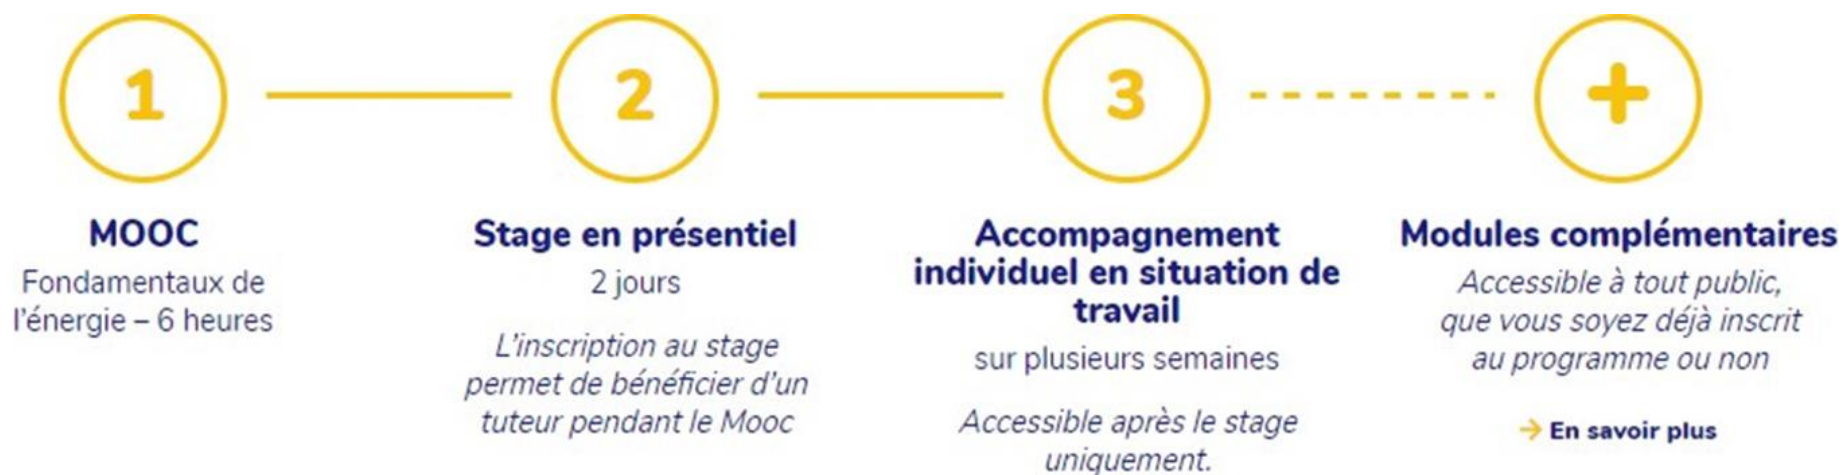 1
MOOC
Fondamentaux de
l'énergie – 6 heures
2
Stage en présentiel
2 jours
L'inscription au stage
permet de bénéficier d'un
tuteur pendant le Mooc
3
Accompagnement
individuel en situation de
travail
sur plusieurs semaines
Accessible après le stage
uniquement.
+
Modules complémentaires
Accessible à tout public,
que vous soyez déjà inscrit
au programme ou non
→ En savoir plus